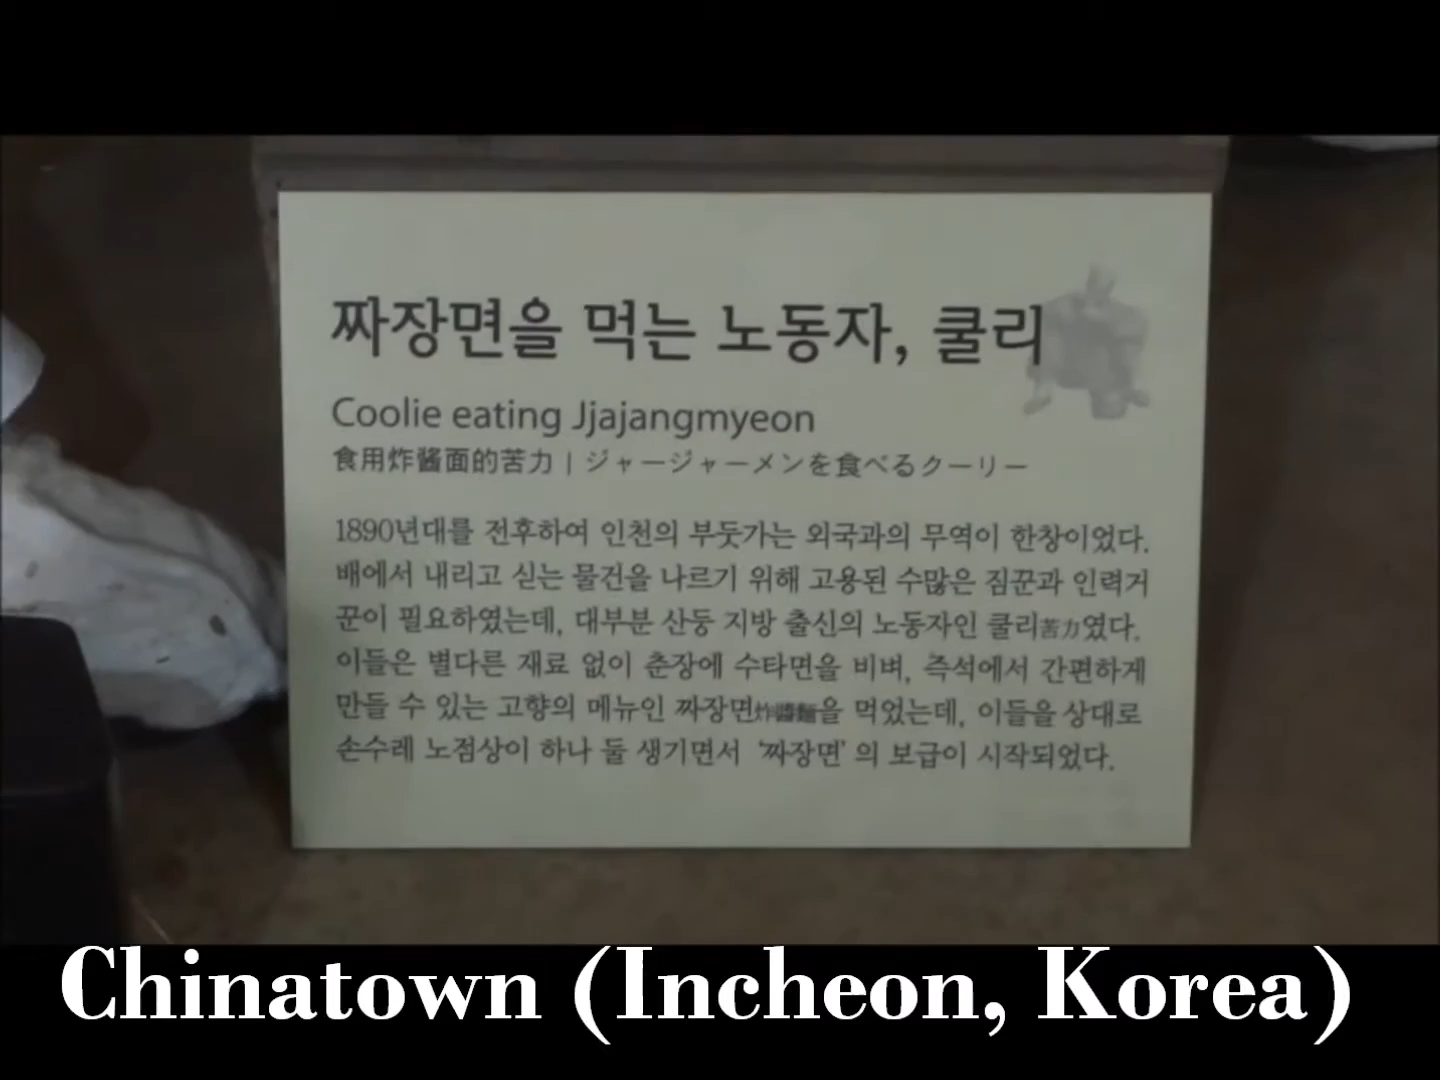 짜장면을 먹는 노동자, 쿨리
Coolie eating Jjajangmyeon
食用炸酱面的苦力 | ジャージャーメンを食べるクーリー
1890년대를 전후하여 인천의 부둣가는 외국과의 무역이 한창이었다.
배에서 내리고 싣는 물건을 나르기 위해 고용된 수많은 짐꾼과 인력거
꾼이 필요하였는데, 대부분 산둥 지방 출신의 노동자인 쿨리苦力였다.
이들은 별다른 재료 없이 춘장에 수타면을 비벼, 즉석에서 간편하게
만들 수 있는 고향의 메뉴인 짜장면炸醬麵을 먹었는데, 이들을 상대로
손수레 노점상이 하나 둘 생기면서 '짜장면' 의 보급이 시작되었다.
Chinatown (Incheon, Korea)